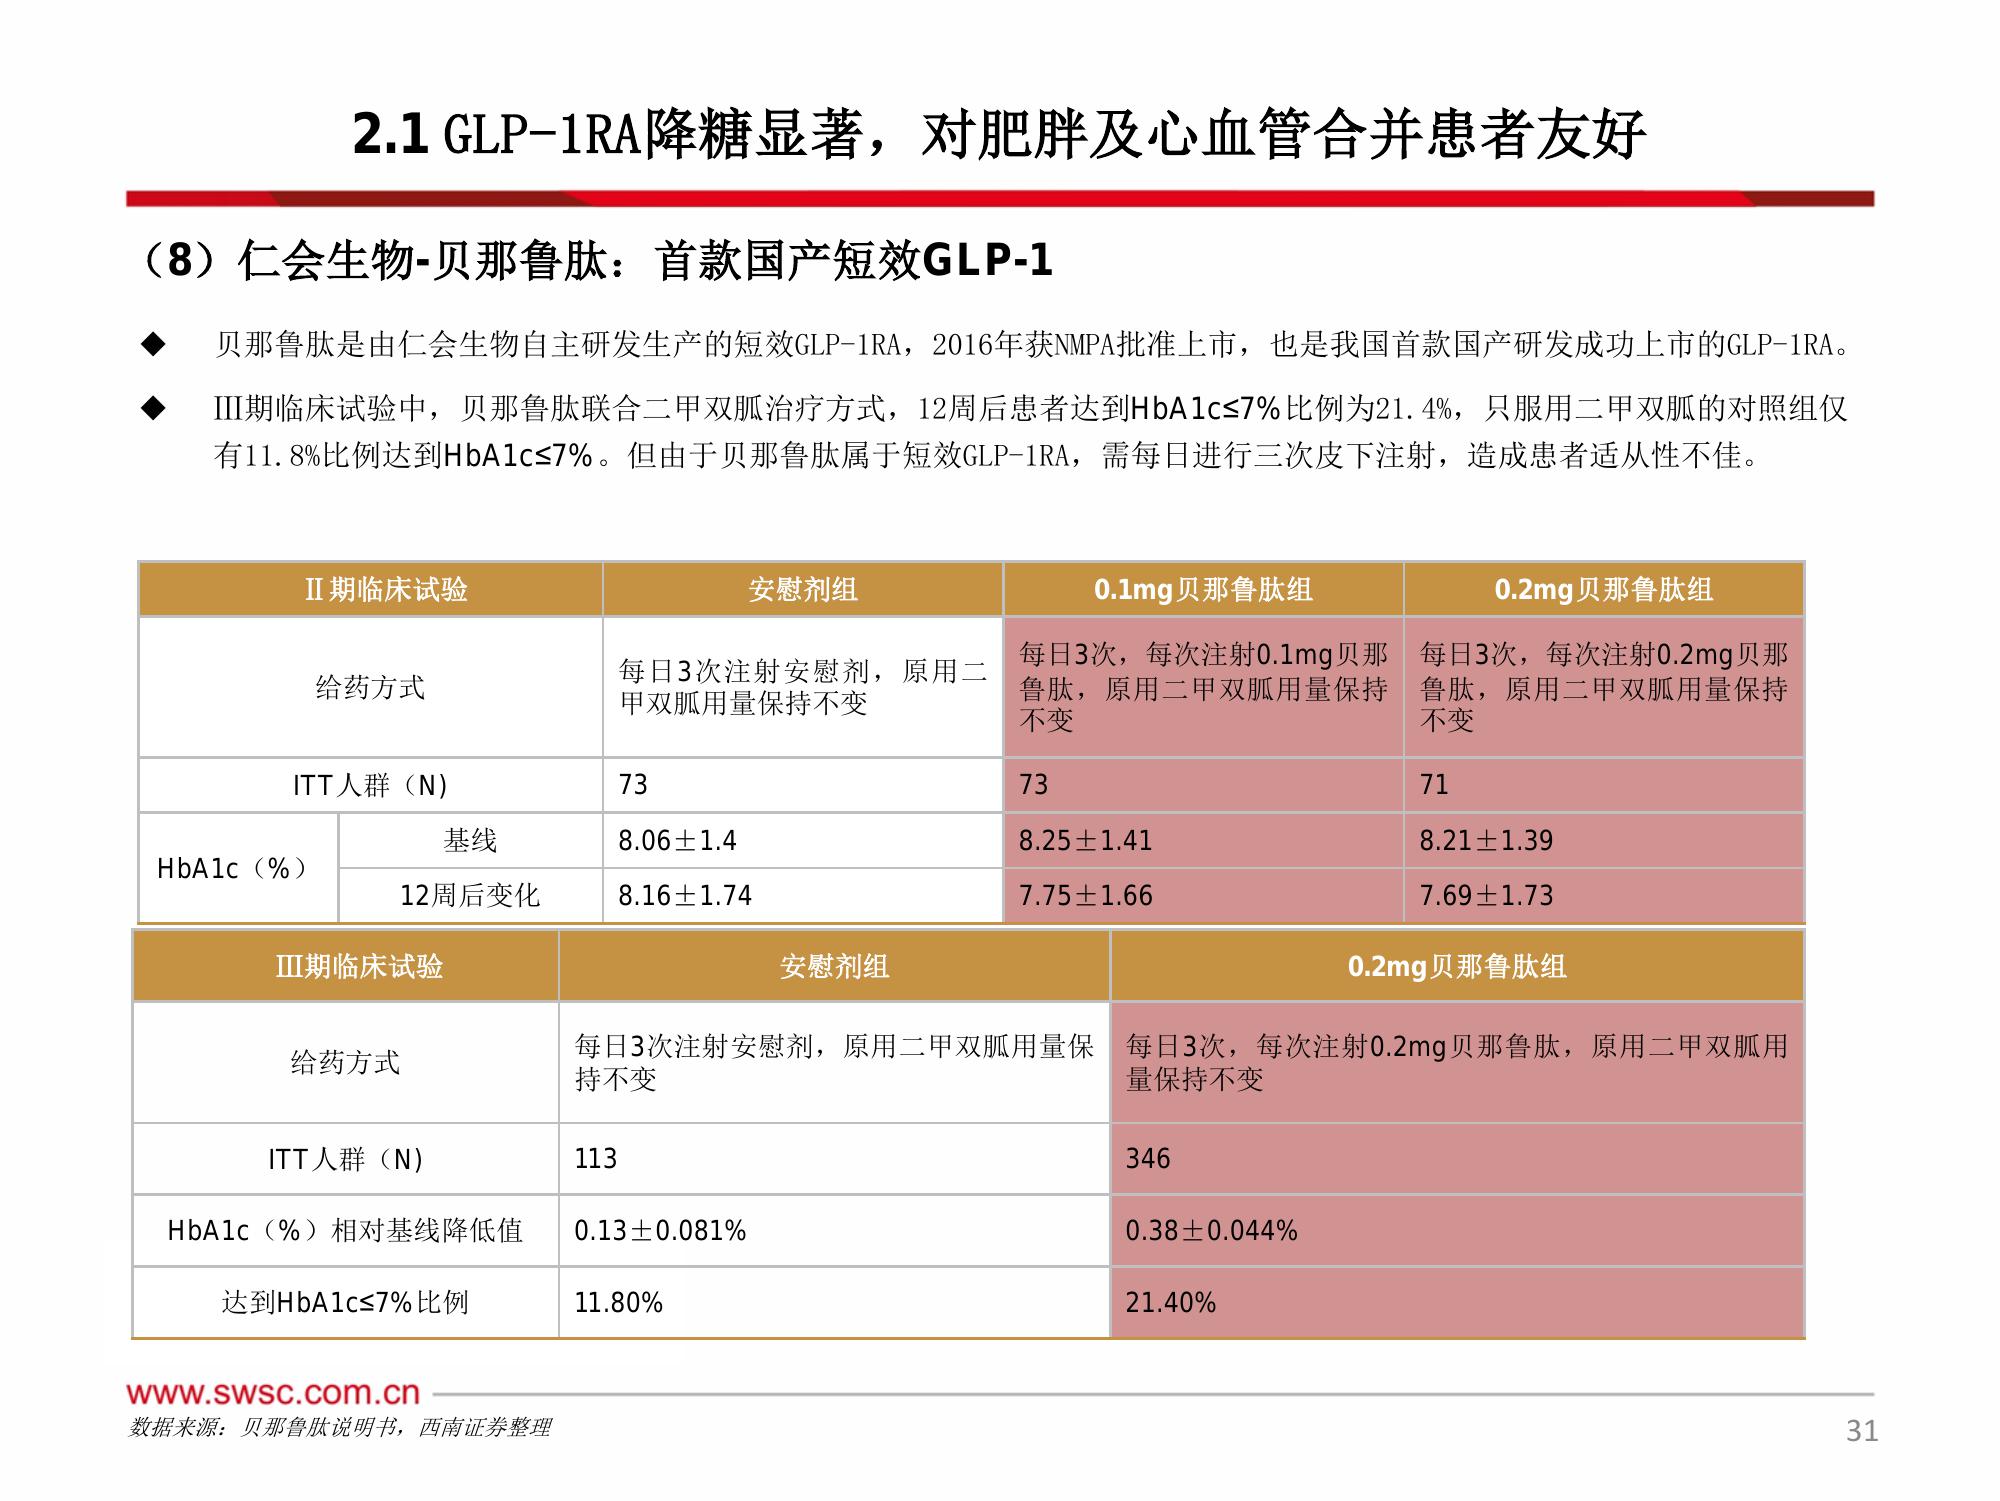 2.1 GLP-1RA降糖显著，对肥胖及心血管合并患者友好
（8）仁会生物-贝那鲁肽：首款国产短效GLP-1
◆ 贝那鲁肽是由仁会生物自主研发生产的短效GLP-1RA，2016年获NMPA批准上市，也是我国首款国产研发成功上市的GLP-1RA。
◆ Ⅲ期临床试验中，贝那鲁肽联合二甲双胍治疗方式，12周后患者达到HbA1c≤7%比例为21.4%，只服用二甲双胍的对照组仅
有11.8%比例达到HbA1c≤7%。但由于贝那鲁肽属于短效GLP-1RA，需每日进行三次皮下注射，造成患者适从性不佳。
Ⅱ期临床试验 安慰剂组 0.1mg贝那鲁肽组 0.2mg贝那鲁肽组
给药方式
每日3次注射安慰剂，原用二
甲双胍用量保持不变
每日3次，每次注射0.1mg贝那
鲁肽，原用二甲双胍用量保持
不变
每日3次，每次注射0.2mg贝那
鲁肽，原用二甲双胍用量保持
不变
ITT人群（N） 73 73 71
HbA1c（%）
基线 8.06±1.4 8.25±1.41 8.21±1.39
12周后变化 8.16±1.74 7.75±1.66 7.69±1.73
Ⅲ期临床试验 安慰剂组 0.2mg贝那鲁肽组
给药方式
每日3次注射安慰剂，原用二甲双胍用量保
持不变
每日3次，每次注射0.2mg贝那鲁肽，原用二甲双胍用
量保持不变
ITT人群（N） 113 346
HbA1c（%）相对基线降低值 0.13±0.081% 0.38±0.044%
达到HbA1c≤7%比例 11.80% 21.40%
www.swsc.com.cn
数据来源：贝那鲁肽说明书，西南证券整理
31